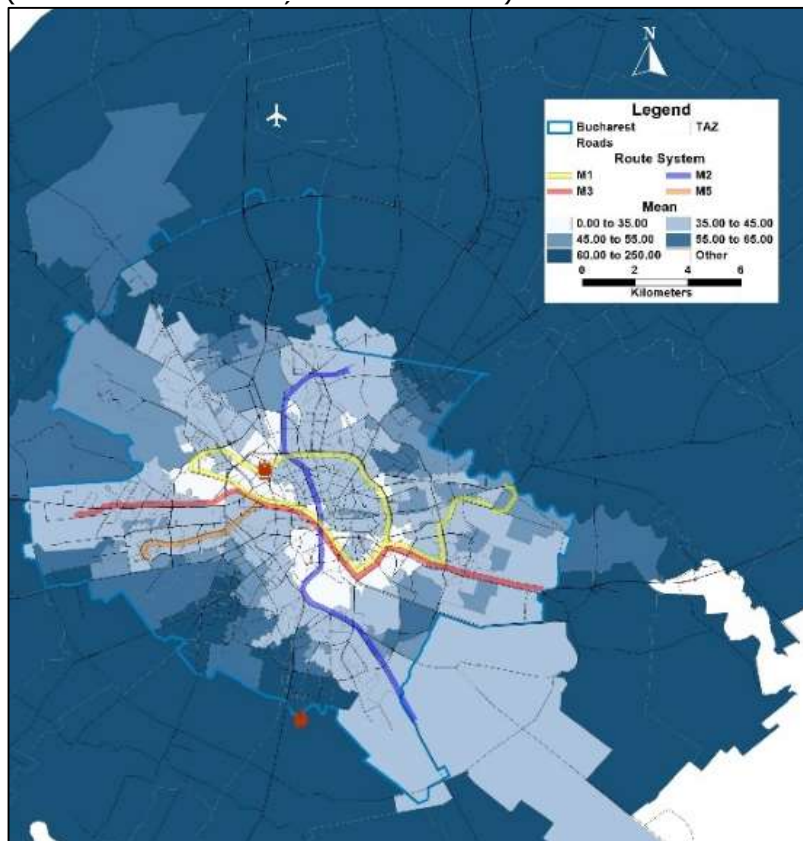 N
Legend
Bucharest TAZ
Roads
Route System
M1 M2
M3 M5
Mean
0.00 to 35.00 35.00 to 45.00
45.00 to 55.00 55.00 to 65.00
60.00 to 250.00 Other
0 2 4 6
Kilometers